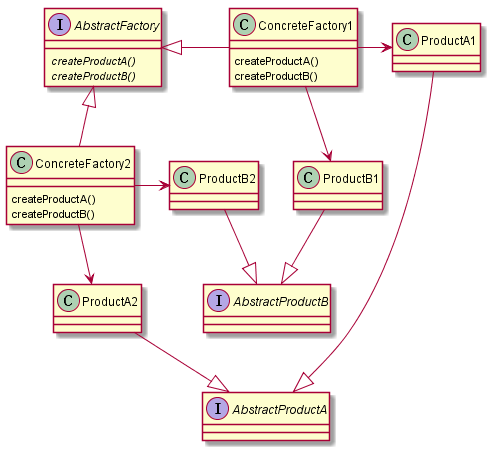 I AbstractFactory
createProductA()
createProductB()
C ConcreteFactory1
createProductA()
createProductB()
C ProductA1
C ConcreteFactory2
createProductA()
createProductB()
C ProductB2
C ProductB1
C ProductA2
I AbstractProductB
I AbstractProductA